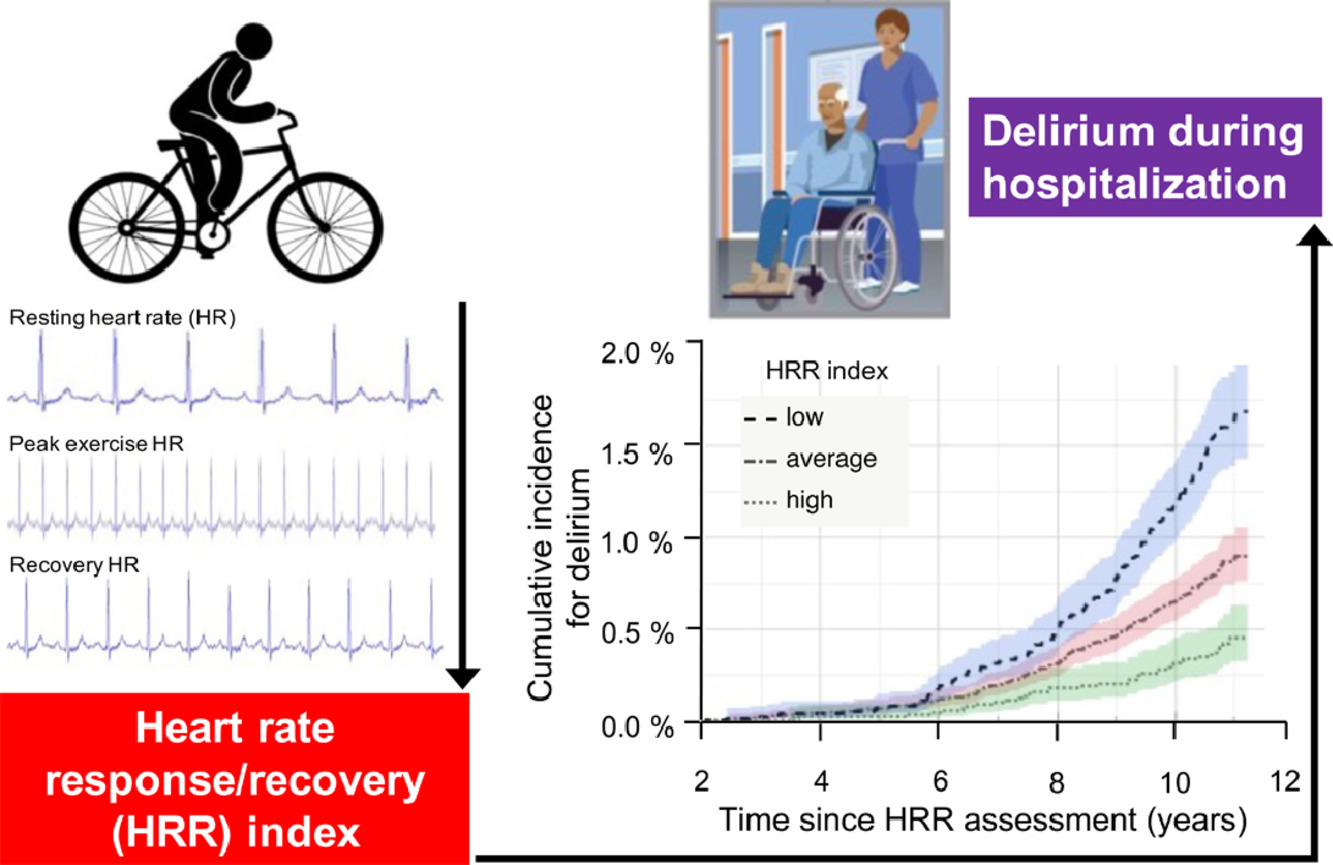 Resting heart rate (HR)
Peak exercise HR
Recovery HR
Heart rate
response/recovery
(HRR) index
Delirium during
hospitalization
Cumulative incidence
for delirium
2.0 %
1.5 %
1.0 %
0.5 %
0.0 %
HRR index
low
average
high
2 4 6 8 10 12
Time since HRR assessment (years)